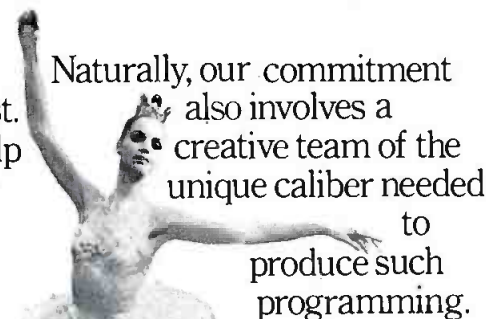 Naturally, our commitment
also involves a
creative team of the
unique caliber needed
to
produce such
programming.